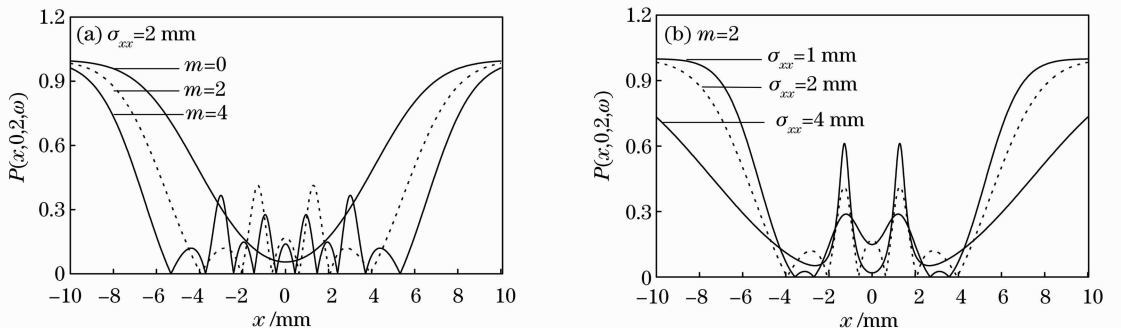 (a) σxx=2 mm
m=0
m=2
m=4
P(x,0,2,ω)
1.2
0.9
0.6
0.3
0
−10 −8 −6 −4 −2 0 2 4 6 8 10
x /mm
(b) m=2
σxx=1 mm
σxx=2 mm
σxx=4 mm
P(x,0,2,ω)
1.2
0.9
0.6
0.3
0
−10 −8 −6 −4 −2 0 2 4 6 8 10
x /mm